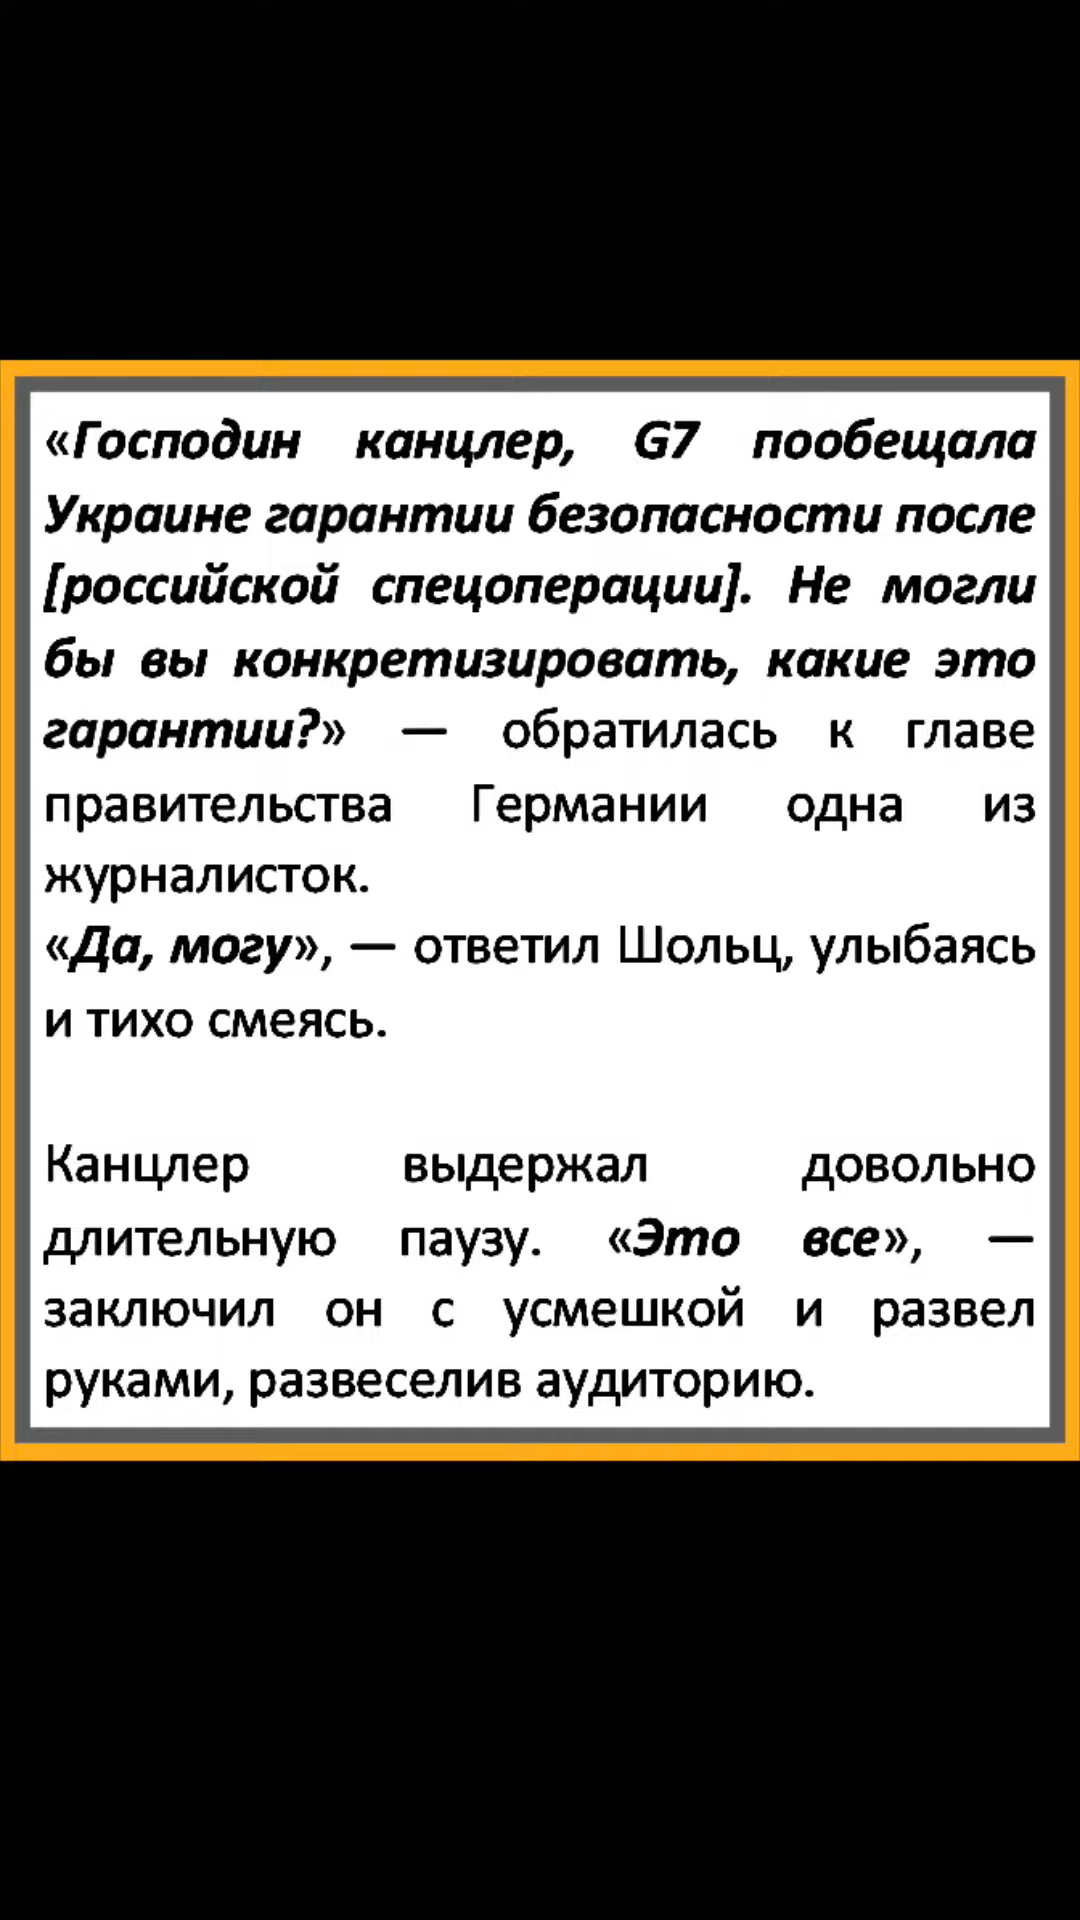 «Господин канцлер, G7 пообещала
Украине гарантии безопасности после
[российской спецоперации]. Не могли
бы вы конкретизировать, какие это
гарантии?» — обратилась к главе
правительства Германии одна из
журналисток.
«Да, могу», — ответил Шольц, улыбаясь
и тихо смеясь.
Канцлер выдержал довольно
длительную паузу. «Это все», —
заключил он с усмешкой и развел
руками, развеселив аудиторию.